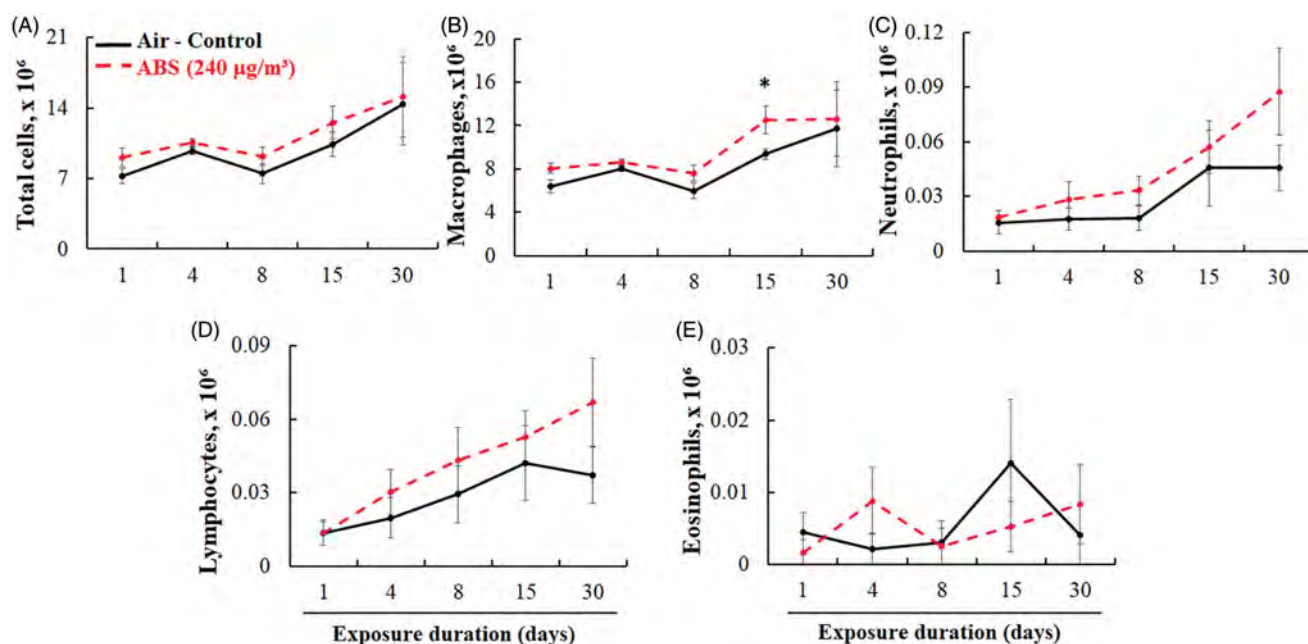 (A)
Total cells, x 10⁶
21
14
7
0
Air - Control
ABS (240 µg/m³)
1 4 8 15 30
(B)
Macrophages, x10⁶
20
16
12
8
4
0
*
1 4 8 15 30
(C)
Neutrophils, x 10⁶
0.12
0.09
0.06
0.03
0
1 4 8 15 30
(D)
Lymphocytes, x 10⁶
0.09
0.06
0.03
0
1 4 8 15 30
Exposure duration (days)
(E)
Eosinophils, x 10⁶
0.03
0.02
0.01
0
1 4 8 15 30
Exposure duration (days)